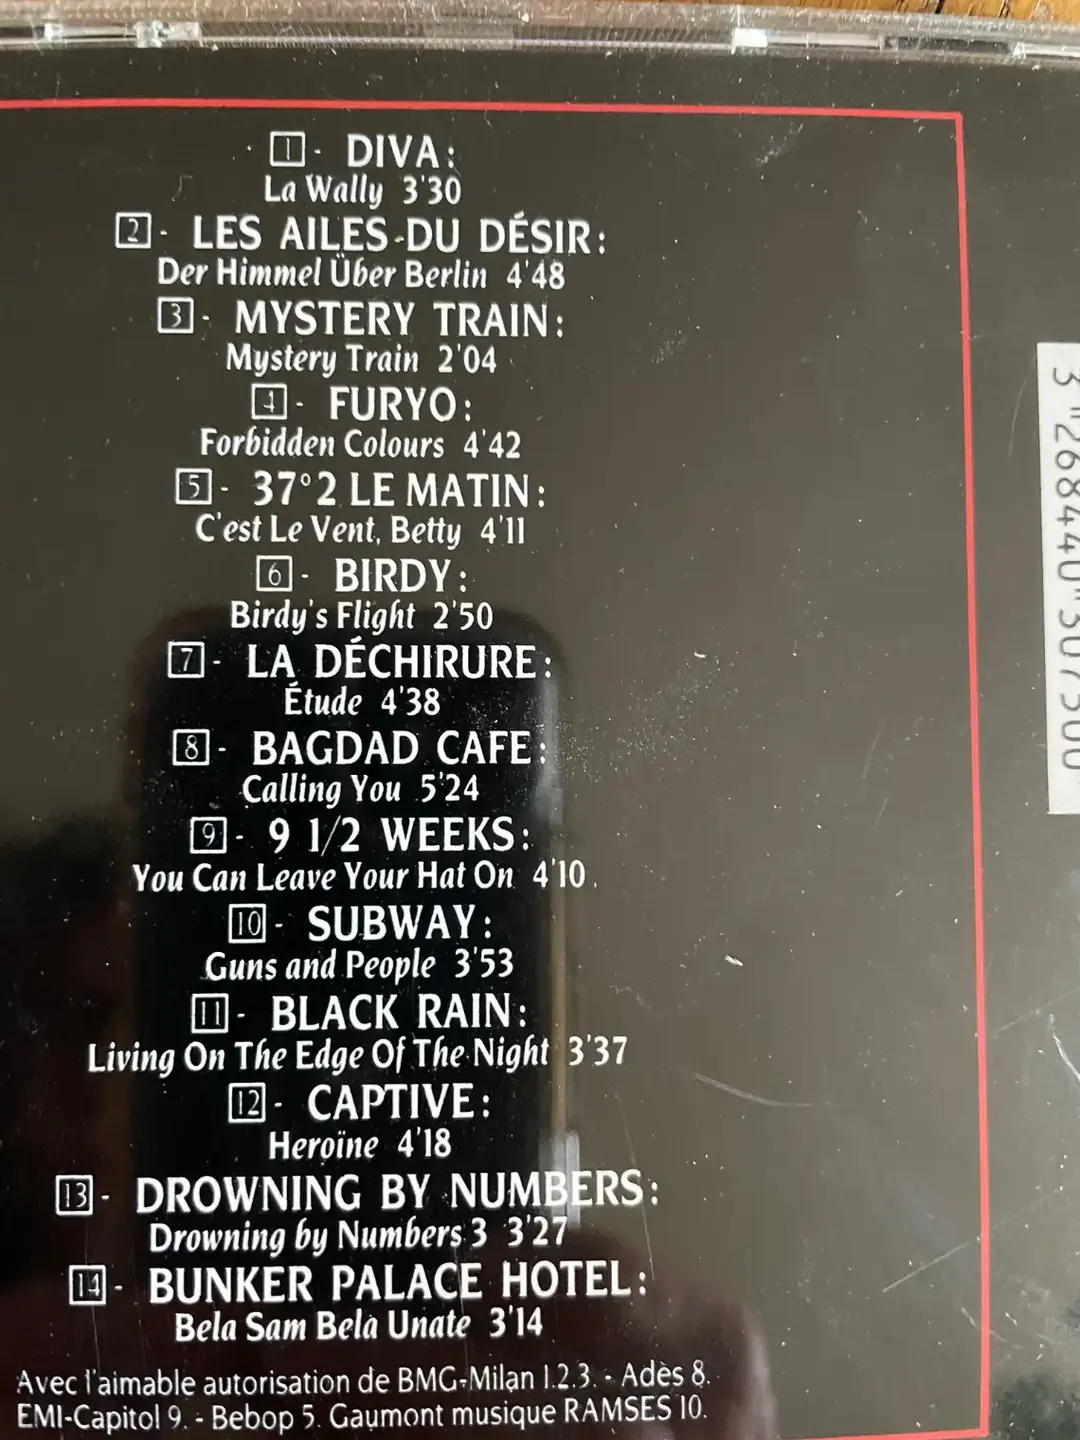 1 - DIVA:
La Wally 3'30
2 - LES AILES DU DÉSIR:
Der Himmel Über Berlin 4'48
3 - MYSTERY TRAIN:
Mystery Train 2'04
4 - FURYO:
Forbidden Colours 4'42
5 - 37°2 LE MATIN:
C'est Le Vent, Betty 4'11
6 - BIRDY:
Birdy's Flight 2'50
7 - LA DÉCHIRURE:
Étude 4'38
8 - BAGDAD CAFE:
Calling You 5'24
9 - 9 1/2 WEEKS:
You Can Leave Your Hat On 4'10
10 - SUBWAY:
Guns and People 3'53
11 - BLACK RAIN:
Living On The Edge Of The Night 3'37
12 - CAPTIVE:
Heroïne 4'18
13 - DROWNING BY NUMBERS:
Drowning by Numbers 3 3'27
14 - BUNKER PALACE HOTEL:
Bela Sam Bela Unate 3'14
Avec l'aimable autorisation de BMG-Milan 1.2.3. - Adès 8.
EMI-Capitol 9. - Bebop 5. Gaumont musique RAMSES 10.
3 "268440" 307500